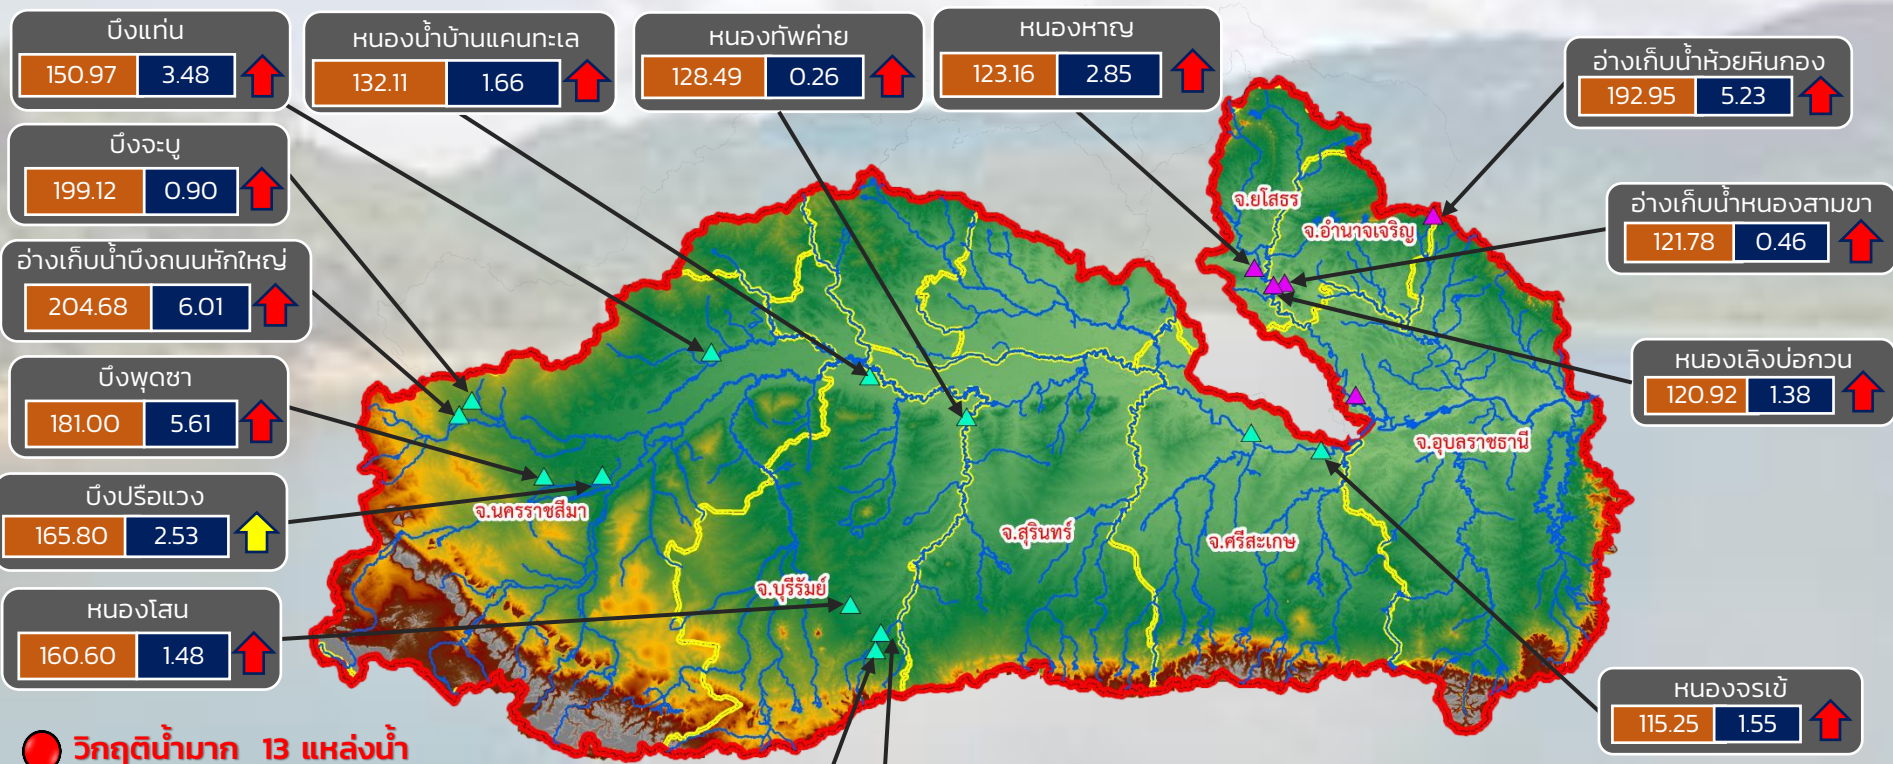 บึงแท่น
150.97 3.48
หนองน้ำบ้านแคนทะเล
132.11 1.66
หนองทัพค่าย
128.49 0.26
หนองหาญ
123.16 2.85
อ่างเก็บน้ำห้วยหินกอง
192.95 5.23
บึงจะบู
199.12 0.90
อ่างเก็บน้ำหนองสามขา
121.78 0.46
อ่างเก็บน้ำบึงถนนหักใหญ่
204.68 6.01
หนองเลิงบ่อกวน
120.92 1.38
บึงพุดซา
181.00 5.61
บึงปรือแวง
165.80 2.53
หนองโสน
160.60 1.48
หนองจรเข้
115.25 1.55
จ.ยโสธร
จ.อำนาจเจริญ
จ.อุบลราชธานี
จ.นครราชสีมา
จ.สุรินทร์
จ.ศรีสะเกษ
จ.บุรีรัมย์
วิกฤติน้ำมาก 13 แหล่งน้ำ